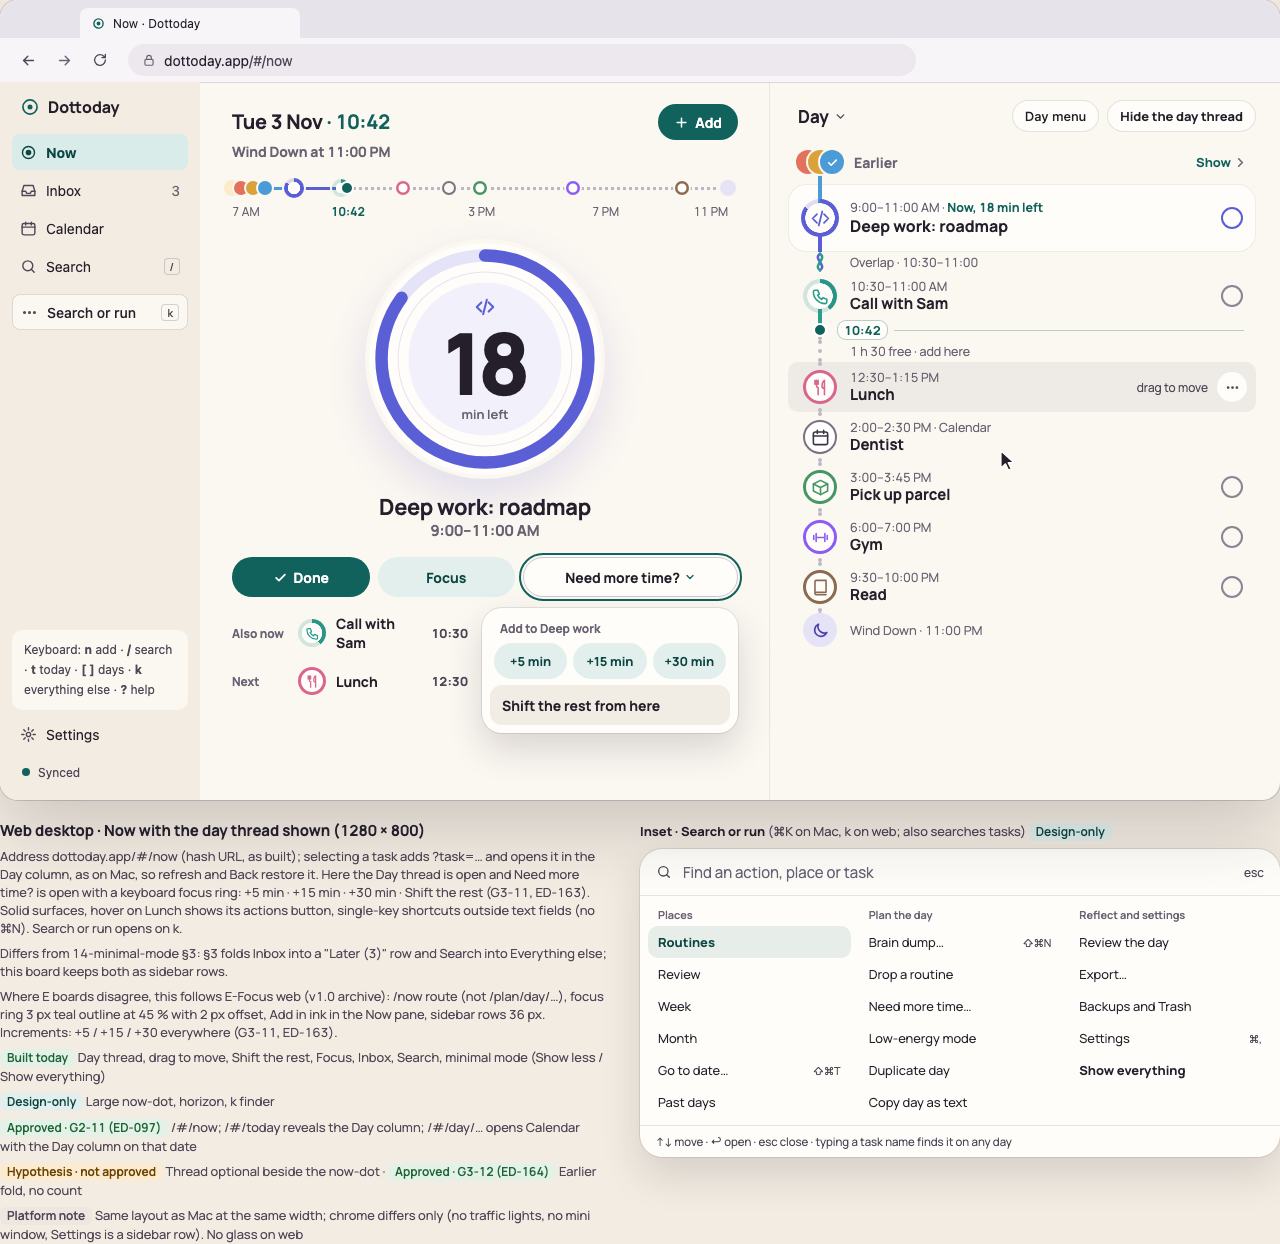 Now · Dottoday
dottoday.app/#/now
Dottoday
Now
Inbox 3
Calendar
Search /
Search or run k
Keyboard: n add · / search
· t today · [ ] days · k
everything else · ? help
Settings
Synced
Tue 3 Nov · 10:42
Add
Wind Down at 11:00 PM
7 AM 10:42 3 PM 7 PM 11 PM
18
min left
Deep work: roadmap
9:00–11:00 AM
Done Focus Need more time?
Also now Call with Sam 10:30
Next Lunch 12:30
Add to Deep work
+5 min +15 min +30 min
Shift the rest from here
Day
Day menu
Hide the day thread
Earlier Show
9:00–11:00 AM · Now, 18 min left
Deep work: roadmap
Overlap · 10:30–11:00
10:30–11:00 AM
Call with Sam
10:42
1 h 30 free · add here
12:30–1:15 PM
Lunch
drag to move
2:00–2:30 PM · Calendar
Dentist
3:00–3:45 PM
Pick up parcel
6:00–7:00 PM
Gym
9:30–10:00 PM
Read
Wind Down · 11:00 PM
Web desktop · Now with the day thread shown (1280 × 800)
Address dottoday.app/#/now (hash URL, as built); selecting a task adds ?task=… and opens it in the
Day column, as on Mac, so refresh and Back restore it. Here the Day thread is open and Need more
time? is open with a keyboard focus ring: +5 min · +15 min · +30 min · Shift the rest (G3-11, ED-163).
Solid surfaces, hover on Lunch shows its actions button, single-key shortcuts outside text fields (no
⌘N). Search or run opens on k.
Differs from 14-minimal-mode §3: §3 folds Inbox into a "Later (3)" row and Search into Everything else;
this board keeps both as sidebar rows.
Where E boards disagree, this follows E-Focus web (v1.0 archive): /now route (not /plan/day/…), focus
ring 3 px teal outline at 45 % with 2 px offset, Add in ink in the Now pane, sidebar rows 36 px.
Increments: +5 / +15 / +30 everywhere (G3-11, ED-163).
Built today Day thread, drag to move, Shift the rest, Focus, Inbox, Search, minimal mode (Show less /
Show everything)
Design-only Large now-dot, horizon, k finder
Approved · G2-11 (ED-097) /#/now; /#/today reveals the Day column; /#/day/… opens Calendar
with the Day column on that date
Hypothesis · not approved Thread optional beside the now-dot · Approved · G3-12 (ED-164) Earlier
fold, no count
Platform note Same layout as Mac at the same width; chrome differs only (no traffic lights, no mini
window, Settings is a sidebar row). No glass on web
Inset · Search or run (⌘K on Mac, k on web; also searches tasks) Design-only
Find an action, place or task esc
Places Plan the day Reflect and settings
Routines Brain dump… ⇧⌘N Review the day
Review Drop a routine Export…
Week Need more time… Backups and Trash
Month Low-energy mode Settings ⌘,
Go to date… ⇧⌘T Duplicate day Show everything
Past days Copy day as text
↑↓ move · ↩ open · esc close · typing a task name finds it on any day